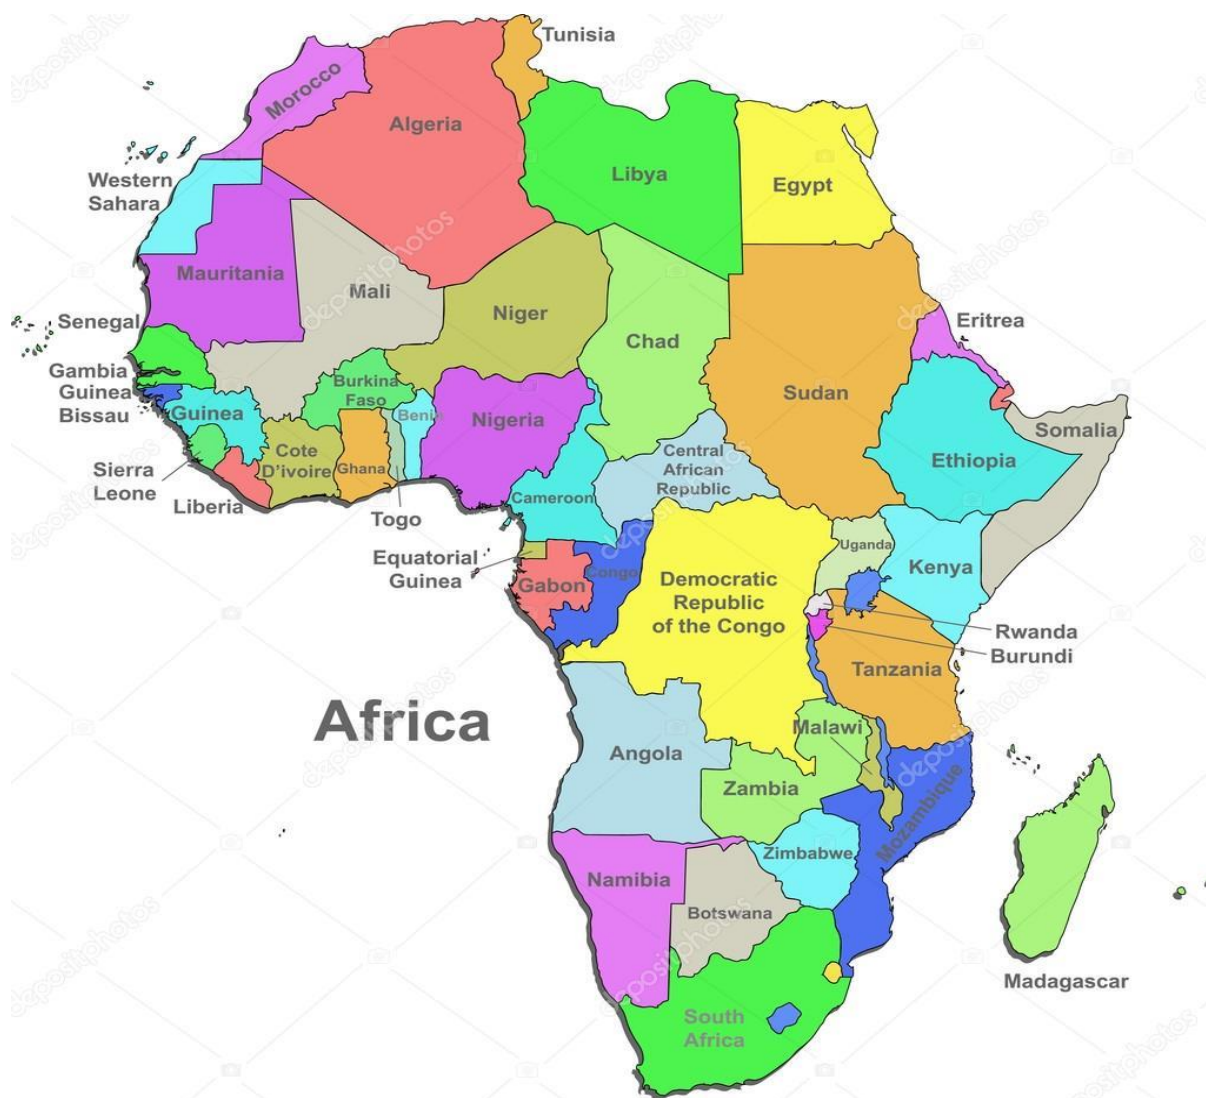 Tunisia
Morocco
Algeria
Libya
Egypt
Western
Sahara
Mauritania
Mali
Niger
Chad
Sudan
Eritrea
Senegal
Gambia
Guinea
Bissau
Guinea
Burkina
Faso
Benin
Nigeria
Somalia
Ethiopia
Central
African
Republic
Cote
D'ivoire
Ghana
Sierra
Leone
Liberia
Togo
Cameroon
Equatorial
Guinea
Gabon
Congo
Uganda
Kenya
Democratic
Republic
of the Congo
Rwanda
Burundi
Tanzania
Africa
Angola
Malawi
Zambia
Mozambique
Zimbabwe
Namibia
Botswana
Madagascar
South
Africa
depositphotos